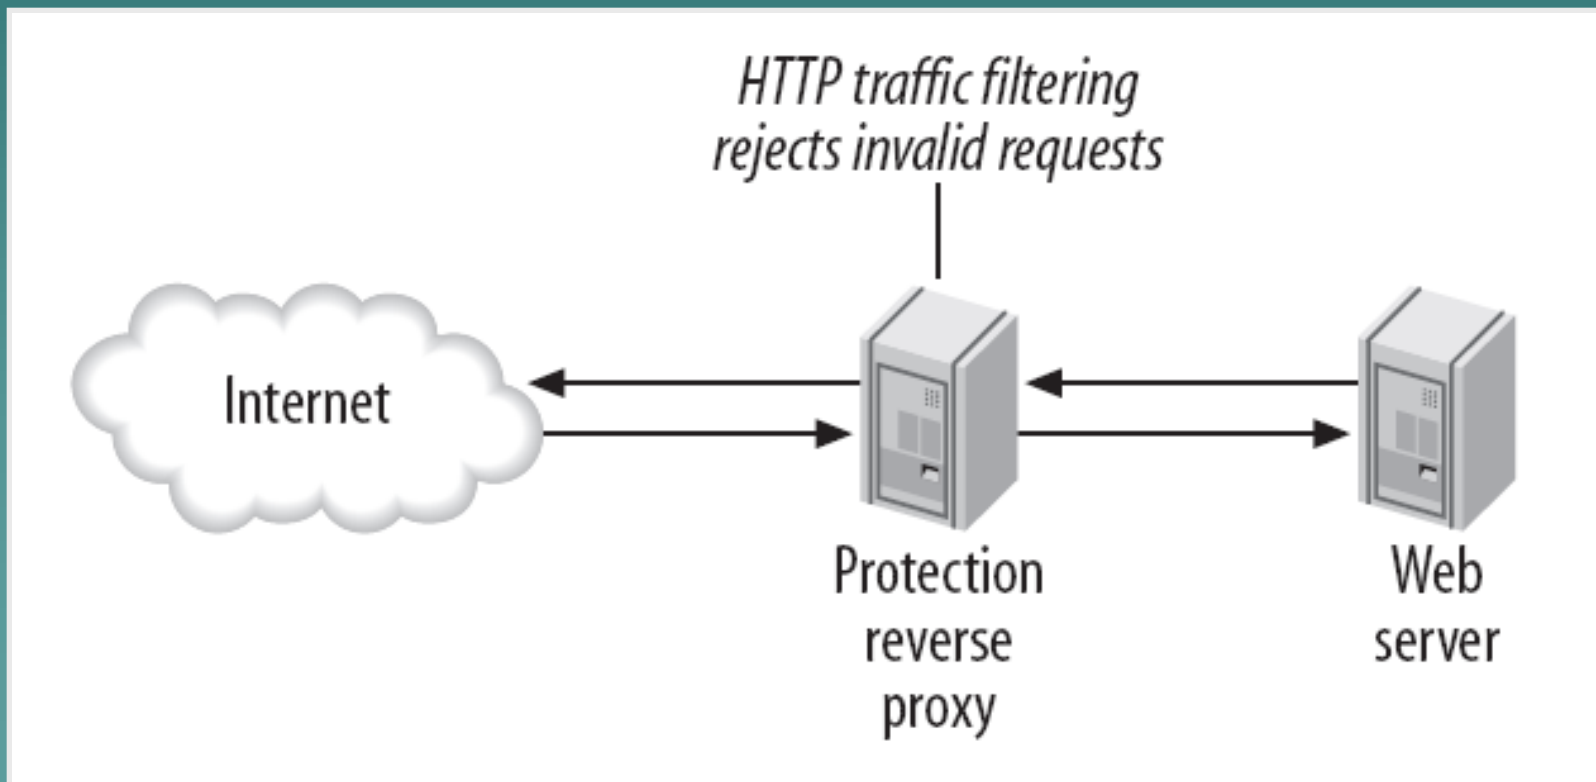 HTTP traffic filtering
rejects invalid requests
Internet
Protection
reverse
proxy
Web
server